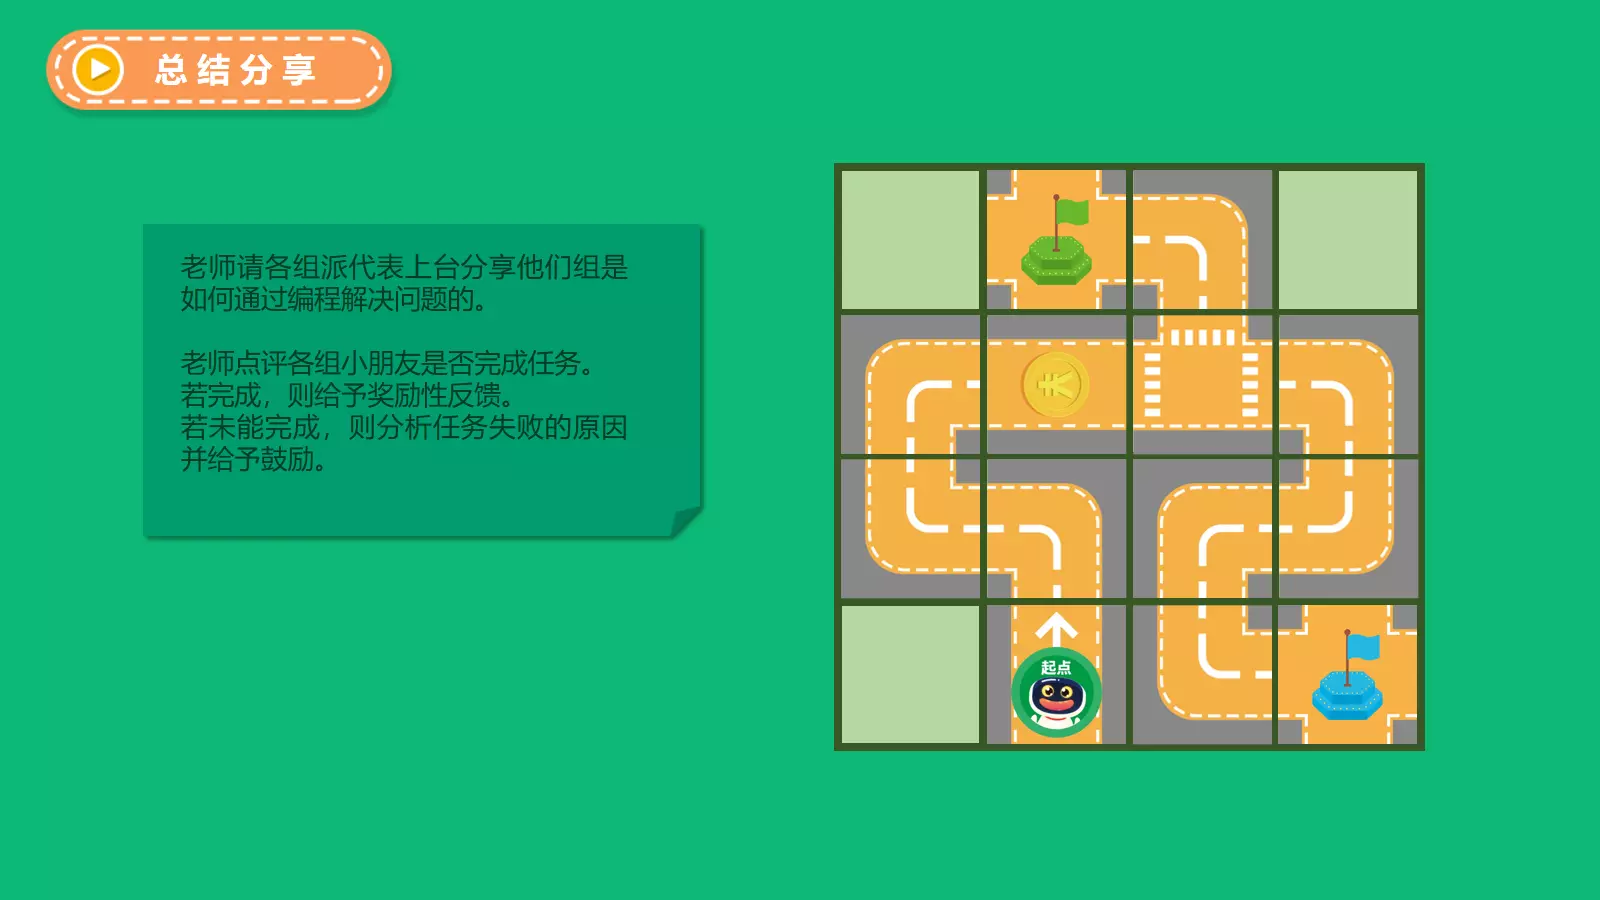 总结分享
老师请各组派代表上台分享他们组是
如何通过编程解决问题的。
老师点评各组小朋友是否完成任务。
若完成，则给予奖励性反馈。
若未能完成，则分析任务失败的原因
并给予鼓励。
起点